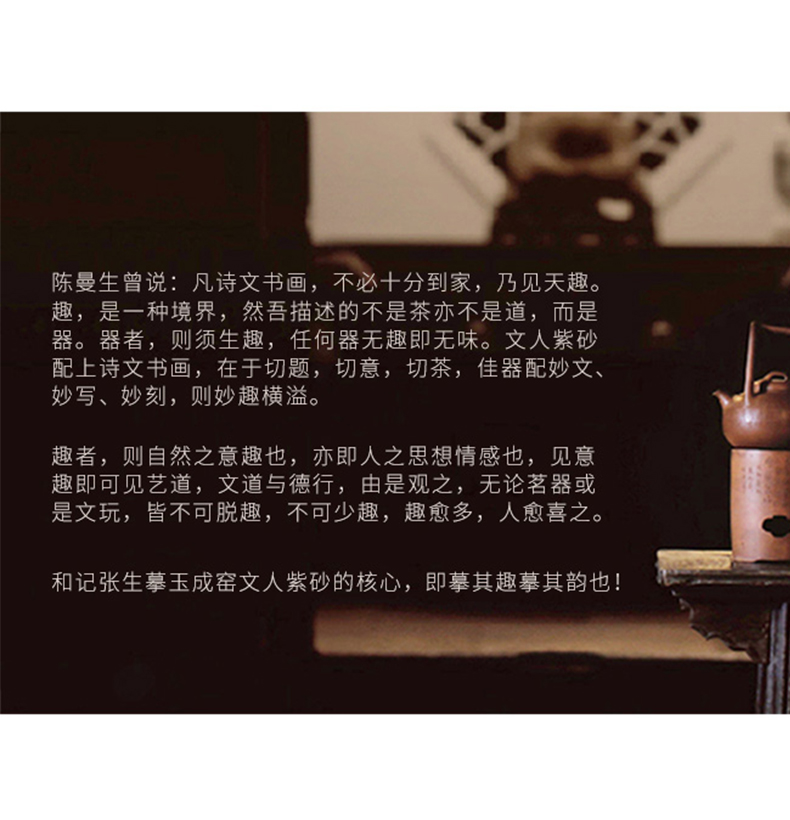 陈曼生曾说：凡诗文书画，不必十分到家，乃见天趣。
趣，是一种境界，然吾描述的不是茶亦不是道，而是
器。器者，则须生趣，任何器无趣即无味。文人紫砂
配上诗文书画，在于切题，切意，切茶，佳器配妙文、
妙写、妙刻，则妙趣横溢。
趣者，则自然之意趣也，亦即人之思想情感也，见意
趣即可见艺道，文道与德行，由是观之，无论茗器或
是文玩，皆不可脱趣，不可少趣，趣愈多，人愈喜之。
和记张生摹玉成窑文人紫砂的核心，即摹其趣摹其韵也！